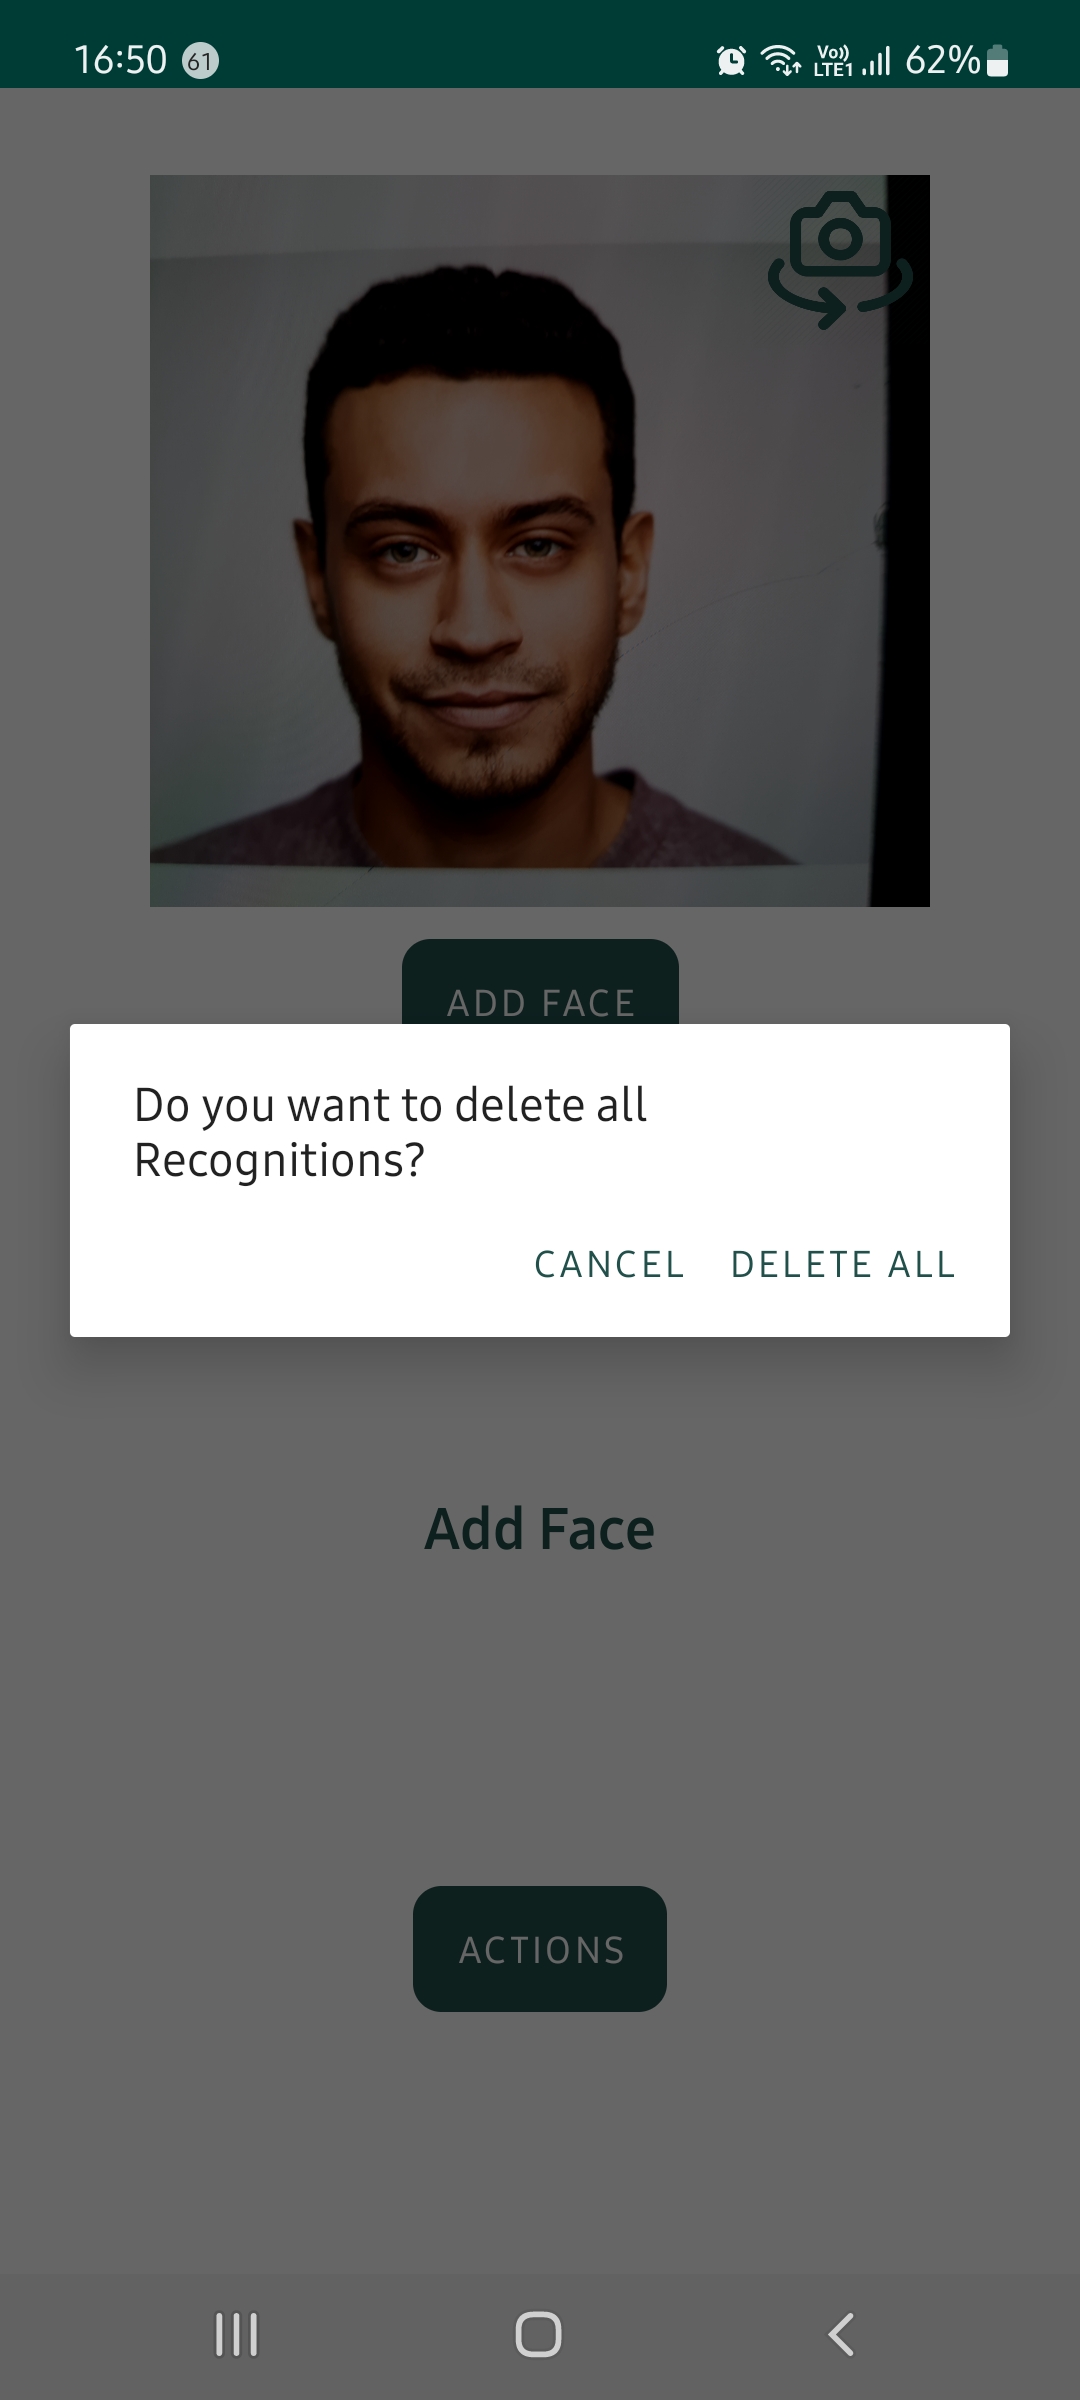 16:50 61 Vo)) LTE1 62%
ADD FACE
Do you want to delete all
Recognitions?
CANCEL DELETE ALL
Add Face
ACTIONS